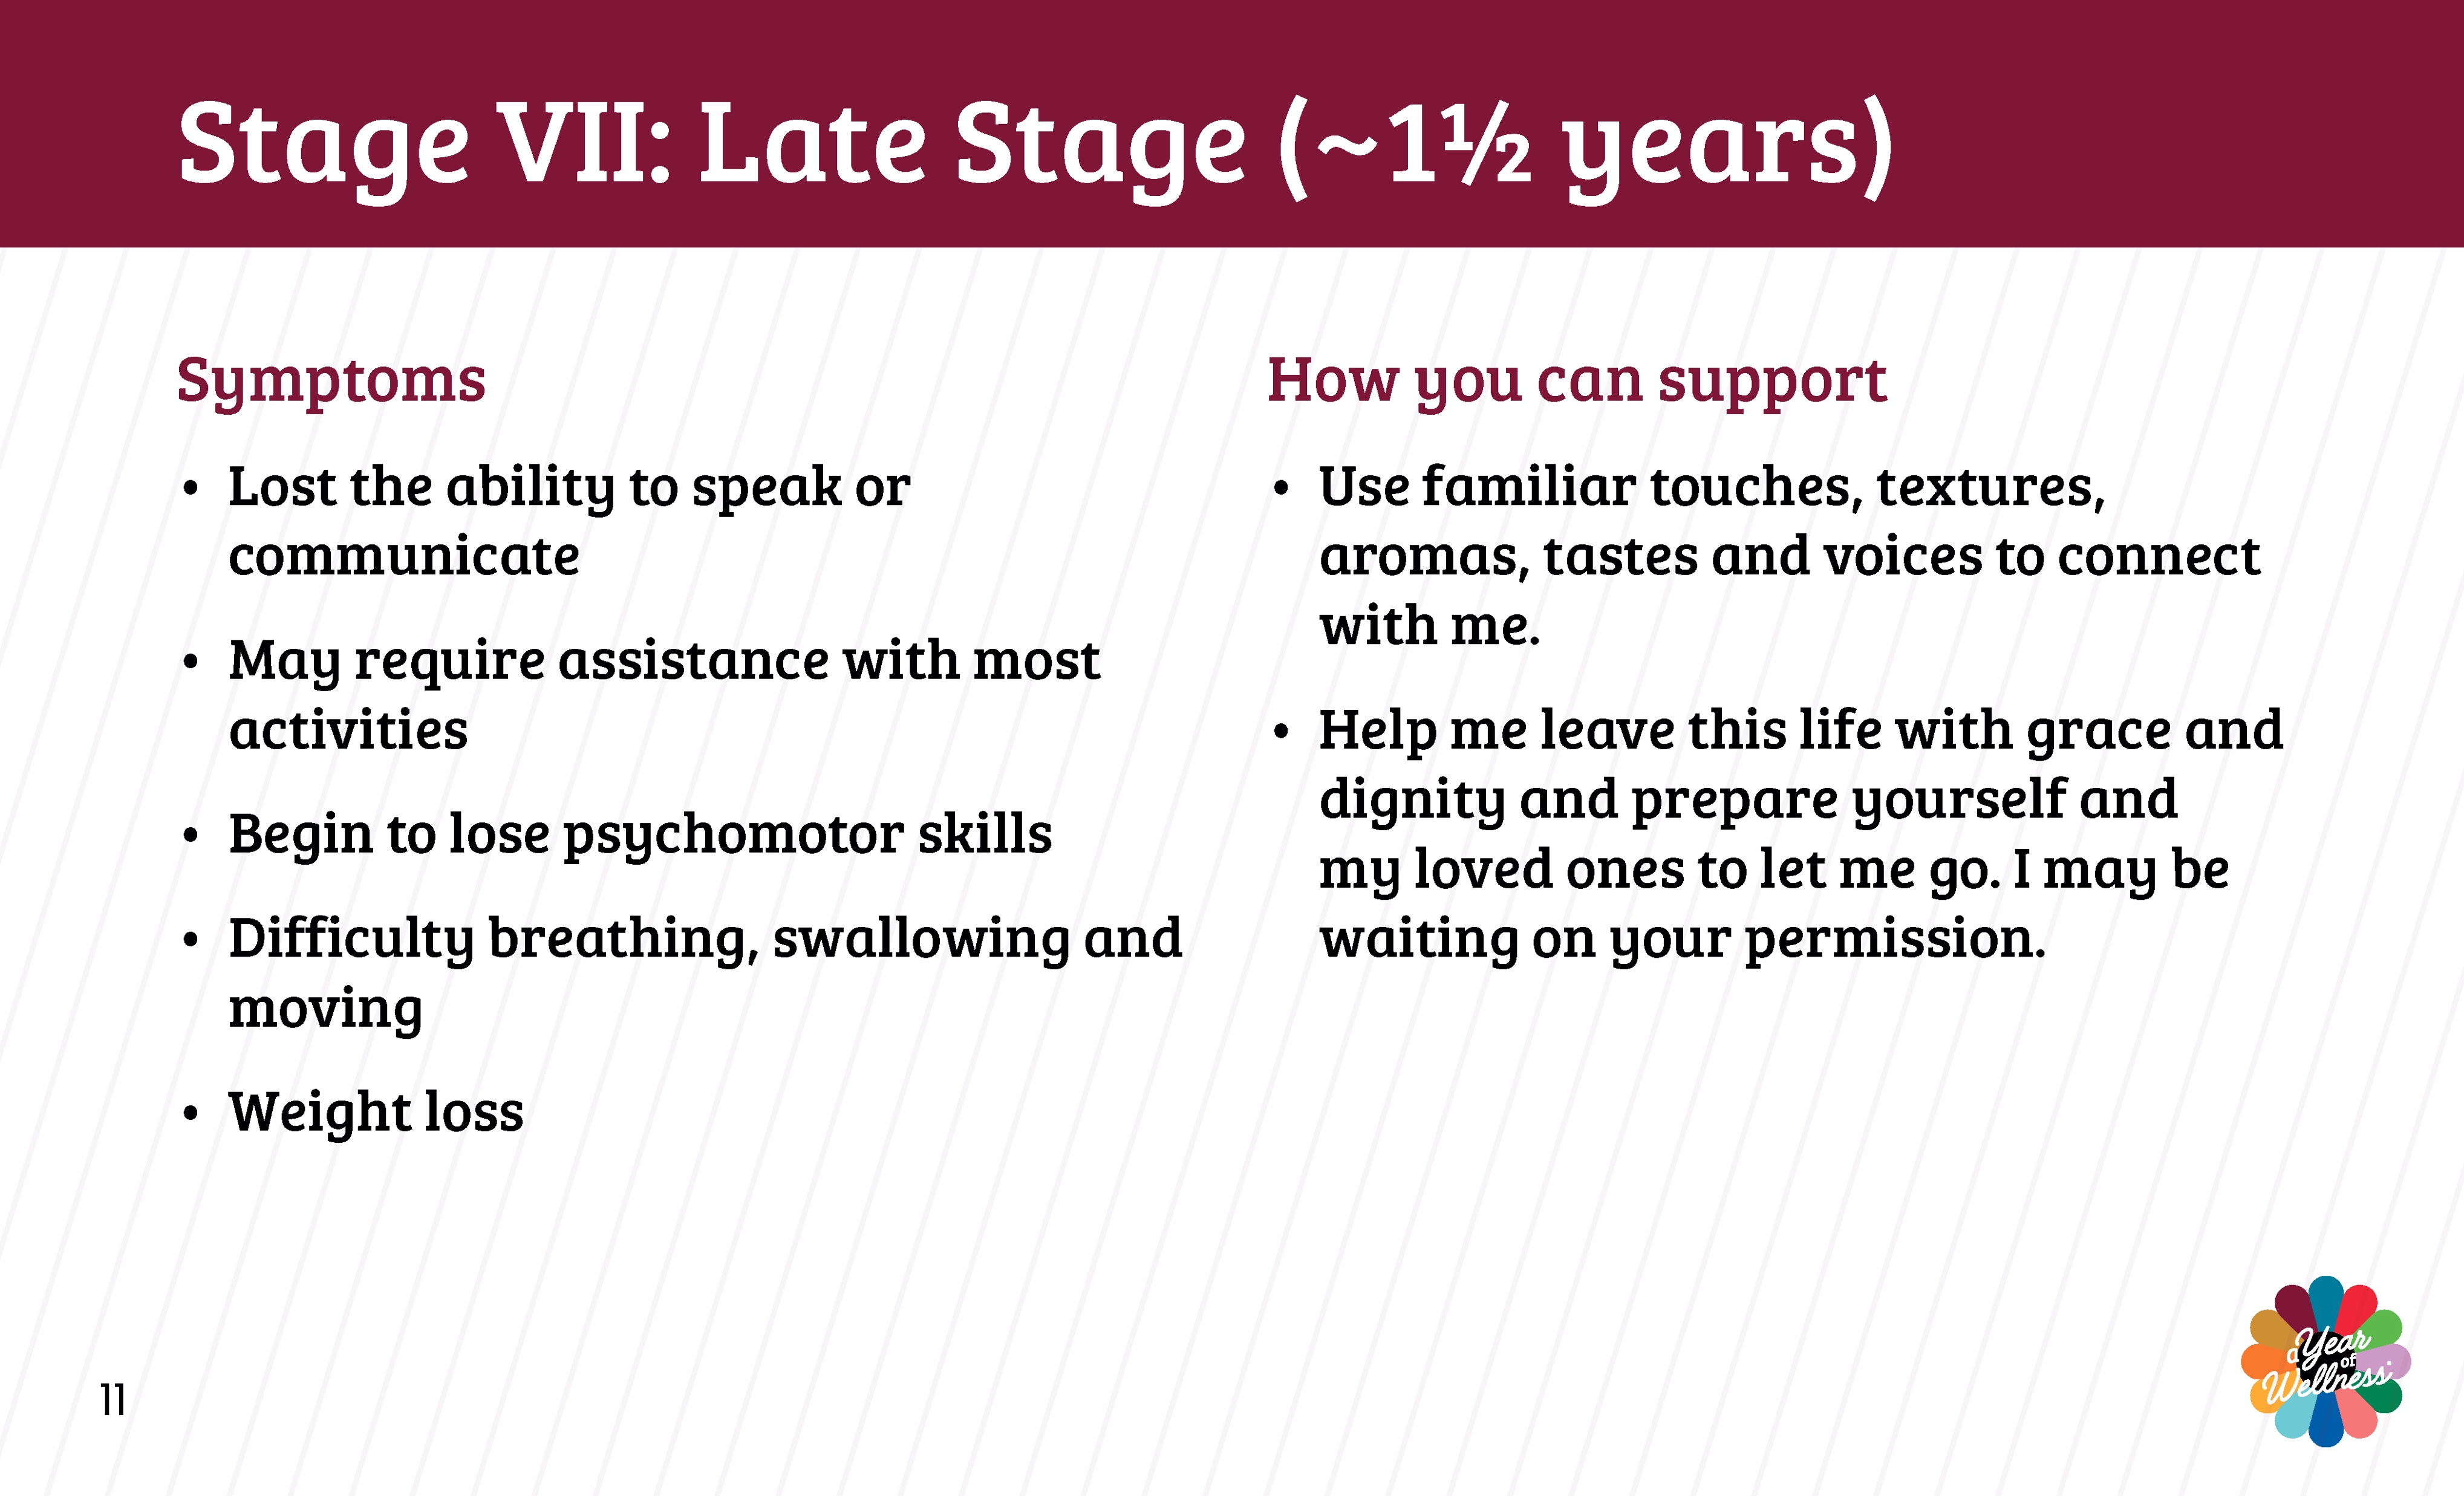 Stage VII: Late Stage (~1½ years)
Symptoms
• Lost the ability to speak or
communicate
• May require assistance with most
activities
• Begin to lose psychomotor skills
• Difficulty breathing, swallowing and
moving
• Weight loss
How you can support
• Use familiar touches, textures,
aromas, tastes and voices to connect
with me.
• Help me leave this life with grace and
dignity and prepare yourself and
my loved ones to let me go. I may be
waiting on your permission.
11
a Year
of
Wellness